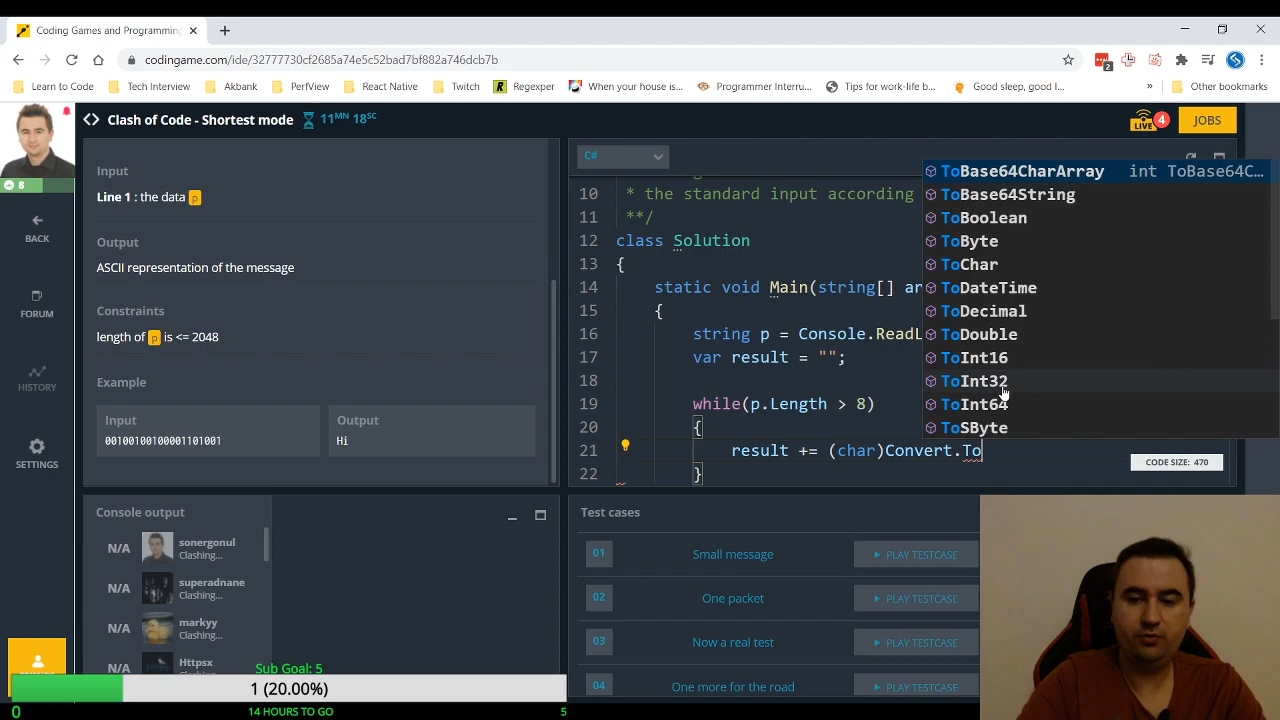 Coding Games and Programming
codingame.com/ide/32777730cf2685a74e5c52bad7bf982a746dcb7b
Learn to Code
Tech Interview
Akbank
PerfView
React Native
Regexper
Twitch
When your house is...
Programmer Interru...
Tips for work-life b...
Good sleep, good le...
»
Other bookmarks
2
Clash of Code - Shortest mode
11MN 18SC
LIVE
4
JOBS
8
BACK
FORUM
HISTORY
SETTINGS
Input
Line 1 : the data p
Output
ASCII representation of the message
Constraints
length of p is <= 2048
Example
Input
00100100100001101001
Output
Hi
C#
10 * the standard input according
11 **/
12 class Solution
13 {
14 static void Main(string[] ar
15 {
16 string p = Console.ReadL
17 var result = "";
18
19 while(p.Length > 8)
20 {
21 result += (char)Convert.To
22 }
ToBase64CharArray int ToBase64C...
ToBase64String
ToBoolean
ToByte
ToChar
ToDateTime
ToDecimal
ToDouble
ToInt16
ToInt32
ToInt64
ToSByte
CODE SIZE: 470
Console output
N/A sonergonul
Clashing...
N/A superadnane
Clashing...
N/A markyy
Clashing...
N/A Httpsx
Clashing...
Test cases
01 Small message PLAY TESTCASE
02 One packet PLAY TESTCASE
03 Now a real test PLAY TESTCASE
04 One more for the road PLAY TESTCASE
Sub Goal: 5
1 (20.00%)
0
14 HOURS TO GO
5